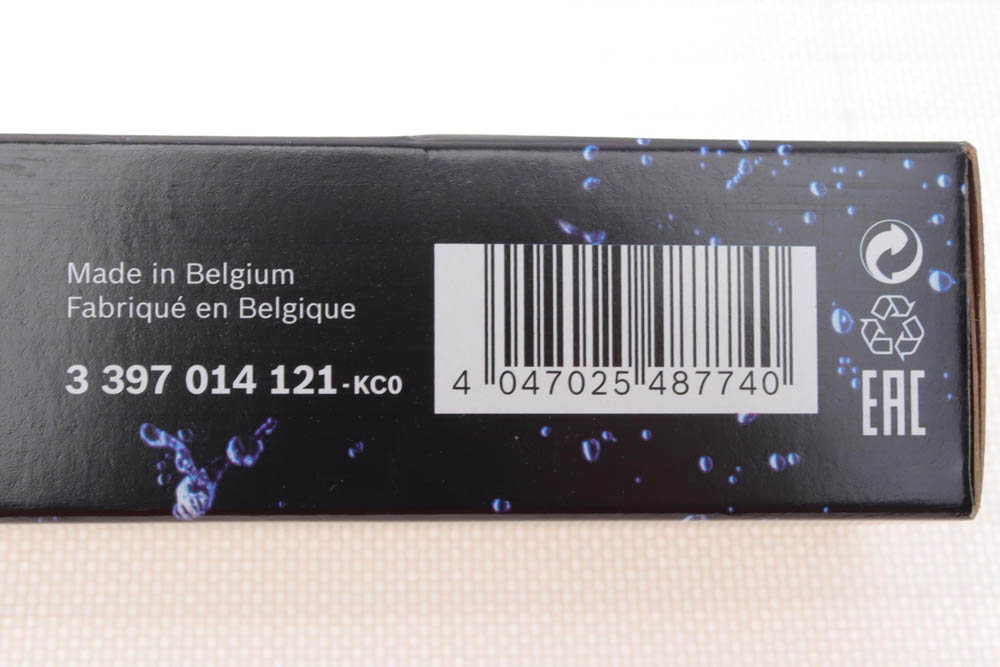 Made in Belgium
Fabriqué en Belgique
3 397 014 121-KC0
4 047025 487740
EAC